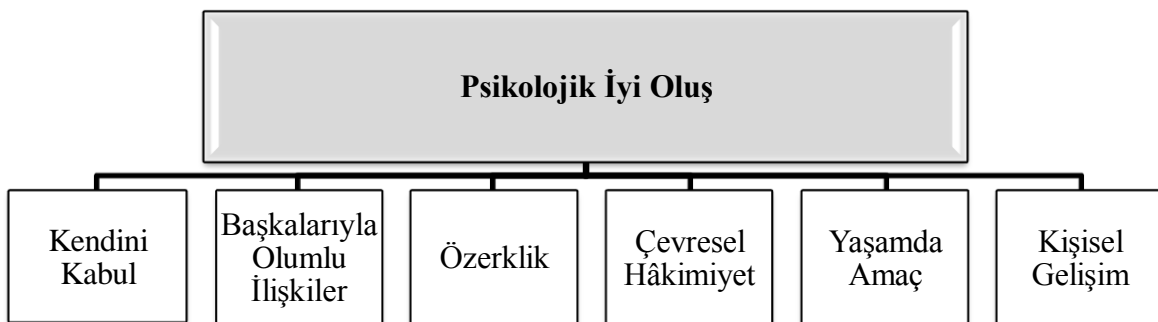 Psikolojik İyi Oluş
Kendini
Kabul
Başkalarıyla
Olumlu
İlişkiler
Özerklik
Çevresel
Hâkimiyet
Yaşamda
Amaç
Kişisel
Gelişim